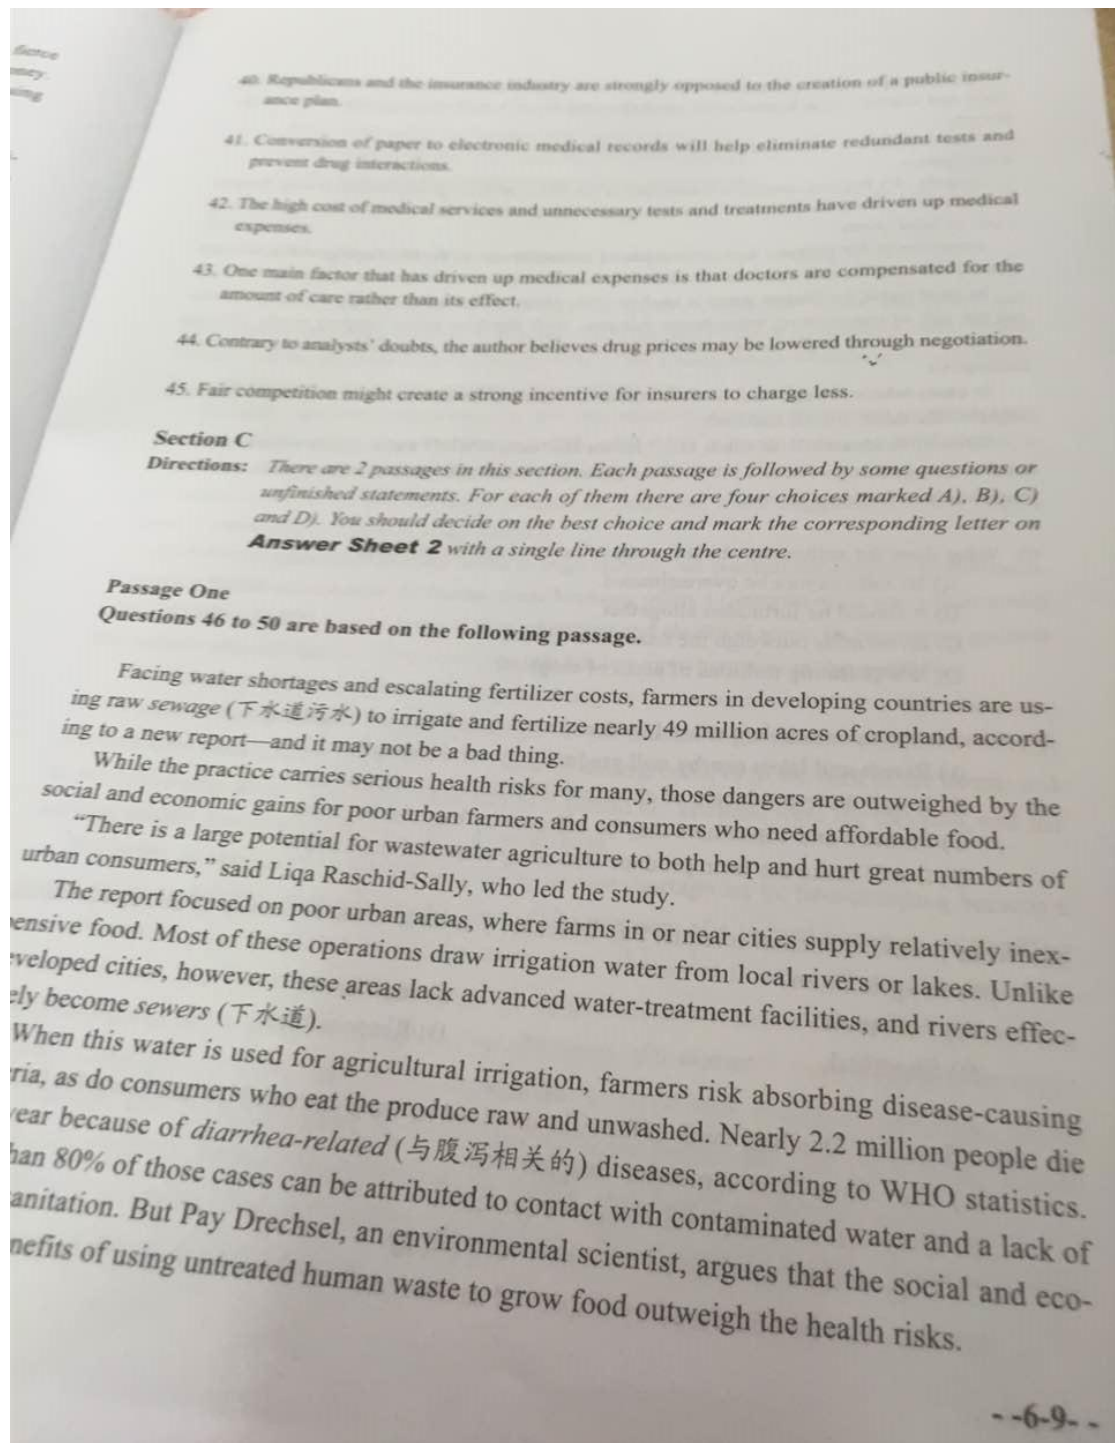 fierce
oney
sing
40. Republicans and the insurance industry are strongly opposed to the creation of a public insur-
ance plan.
41. Conversion of paper to electronic medical records will help eliminate redundant tests and
prevent drug interactions.
42. The high cost of medical services and unnecessary tests and treatments have driven up medical
expenses.
43. One main factor that has driven up medical expenses is that doctors are compensated for the
amount of care rather than its effect.
44. Contrary to analysts' doubts, the author believes drug prices may be lowered through negotiation.
45. Fair competition might create a strong incentive for insurers to charge less.
Section C
Directions: There are 2 passages in this section. Each passage is followed by some questions or
unfinished statements. For each of them there are four choices marked A), B), C)
and D). You should decide on the best choice and mark the corresponding letter on
Answer Sheet 2 with a single line through the centre.
Passage One
Questions 46 to 50 are based on the following passage.
Facing water shortages and escalating fertilizer costs, farmers in developing countries are us-
ing raw sewage (下水道污水) to irrigate and fertilize nearly 49 million acres of cropland, accord-
ing to a new report—and it may not be a bad thing.
While the practice carries serious health risks for many, those dangers are outweighed by the
social and economic gains for poor urban farmers and consumers who need affordable food.
“There is a large potential for wastewater agriculture to both help and hurt great numbers of
urban consumers,” said Liqa Raschid-Sally, who led the study.
The report focused on poor urban areas, where farms in or near cities supply relatively inex-
ensive food. Most of these operations draw irrigation water from local rivers or lakes. Unlike
veloped cities, however, these areas lack advanced water-treatment facilities, and rivers effec-
ely become sewers (下水道).
When this water is used for agricultural irrigation, farmers risk absorbing disease-causing
ria, as do consumers who eat the produce raw and unwashed. Nearly 2.2 million people die
year because of diarrhea-related (与腹泻相关的) diseases, according to WHO statistics.
han 80% of those cases can be attributed to contact with contaminated water and a lack of
anitation. But Pay Drechsel, an environmental scientist, argues that the social and eco-
nefits of using untreated human waste to grow food outweigh the health risks.
--6-9--